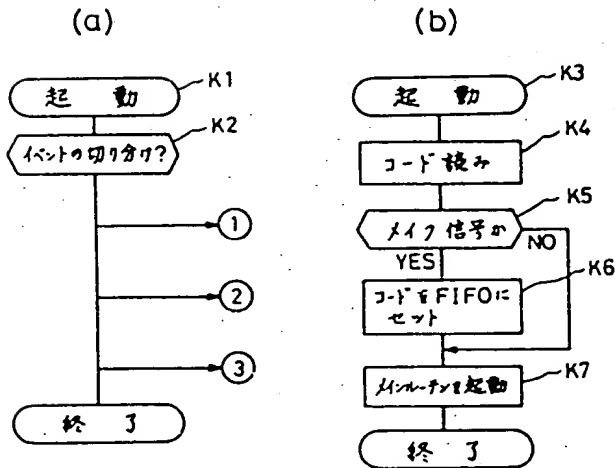 (a)
起動
K1
K2
イベントの切り分け?
①
②
③
終了
(b)
起動
K3
K4
コード読み
K5
メイク信号か
NO
YES
K6
コードをFIFOに
セット
K7
メインルーチンを起動
終了